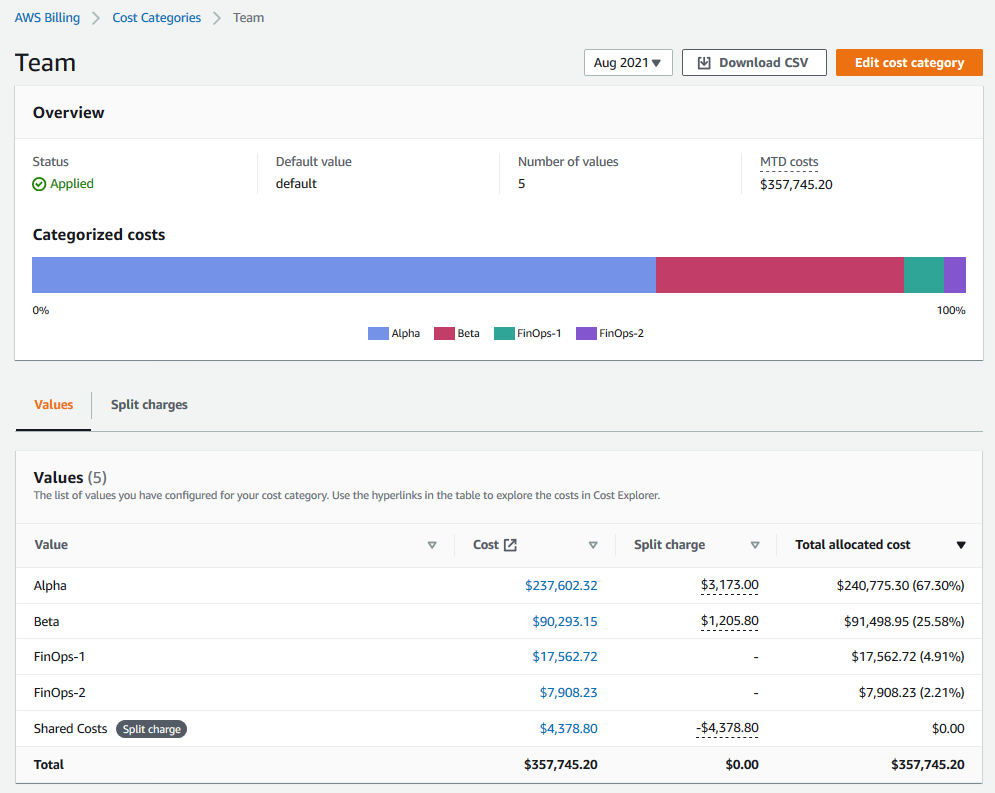 AWS Billing > Cost Categories > Team
Team
Aug 2021 ▼ Download CSV Edit cost category
Overview
Status Default value Number of values MTD costs
Applied default 5 $357,745.20
Categorized costs
0% 100%
Alpha Beta FinOps-1 FinOps-2
Values Split charges
Values (5)
The list of values you have configured for your cost category. Use the hyperlinks in the table to explore the costs in Cost Explorer.
Value Cost Split charge Total allocated cost
Alpha $237,602.32 $3,173.00 $240,775.30 (67.30%)
Beta $90,293.15 $1,205.80 $91,498.95 (25.58%)
FinOps-1 $17,562.72 - $17,562.72 (4.91%)
FinOps-2 $7,908.23 - $7,908.23 (2.21%)
Shared Costs Split charge $4,378.80 -$4,378.80 $0.00
Total $357,745.20 $0.00 $357,745.20